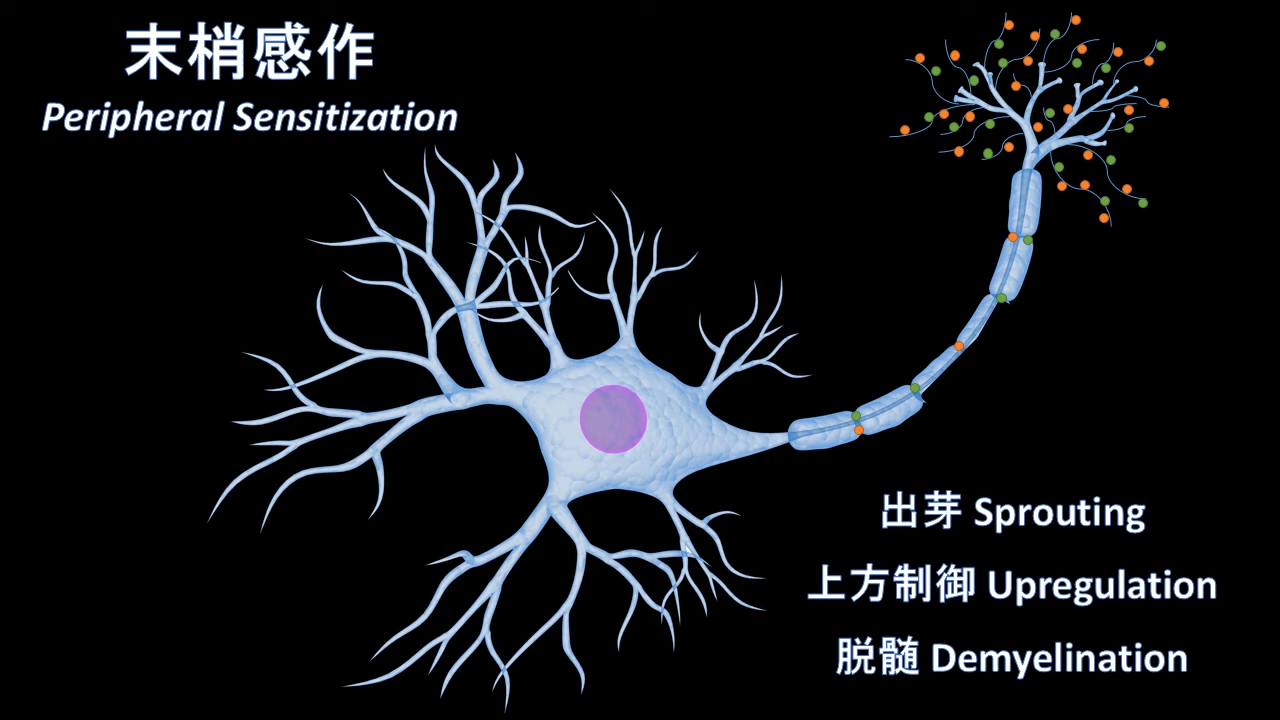 末梢感作
Peripheral Sensitization
出芽 Sprouting
上方制御 Upregulation
脱髄 Demyelination